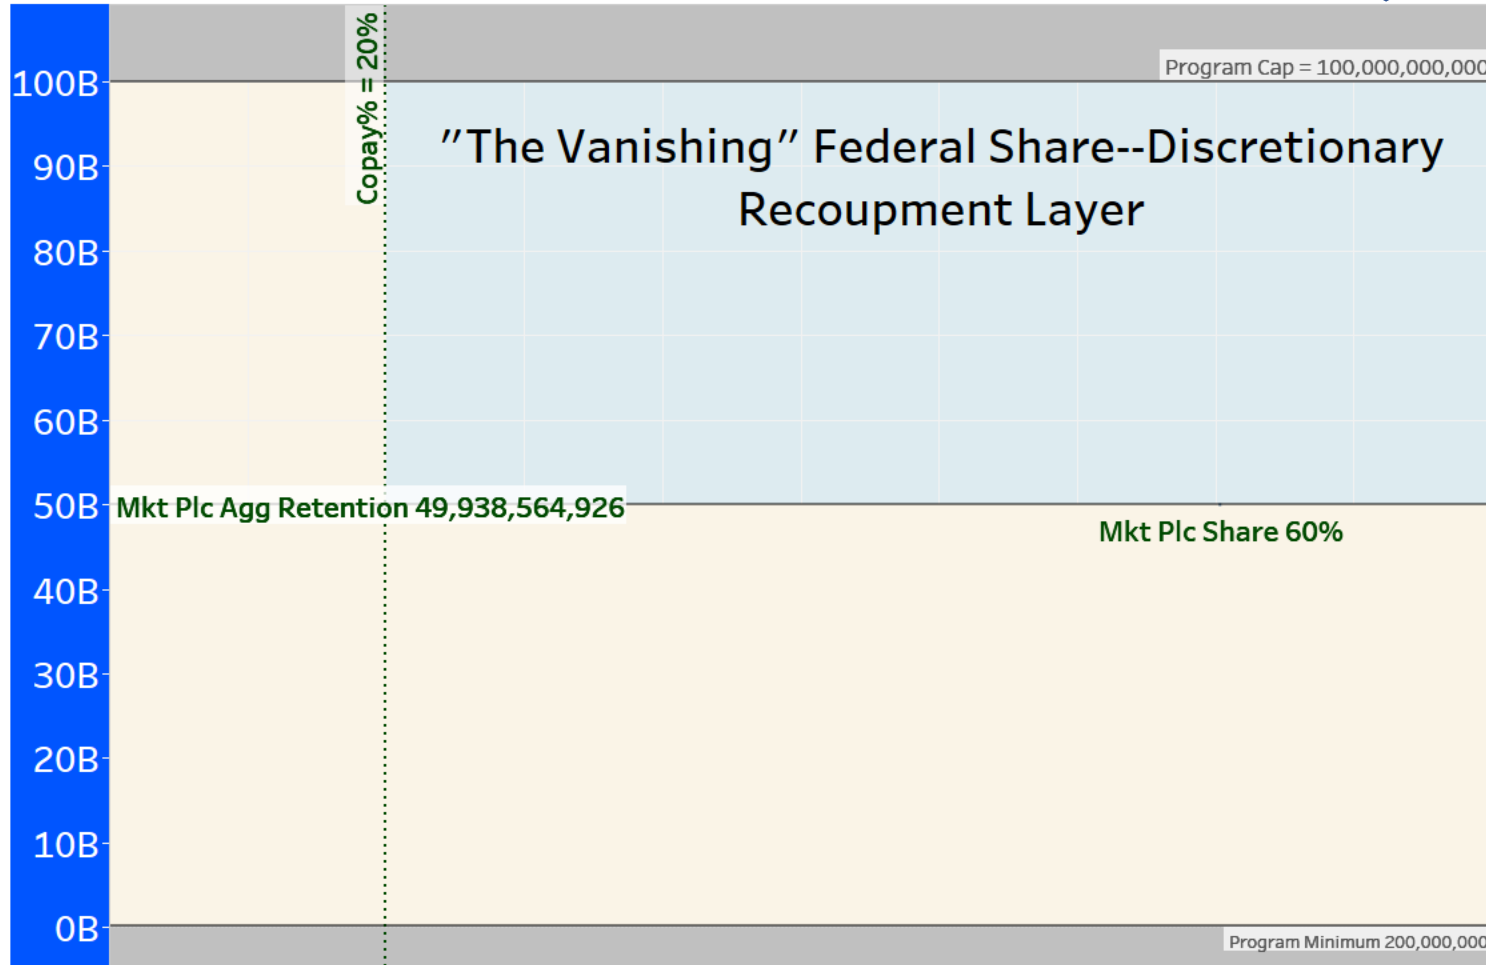 Program Cap = 100,000,000,000
Copay% = 20%
"The Vanishing" Federal Share--Discretionary
Recoupment Layer
100B
90B
80B
70B
60B
50B
40B
30B
20B
10B
0B
Mkt Plc Agg Retention 49,938,564,926
Mkt Plc Share 60%
Program Minimum 200,000,000